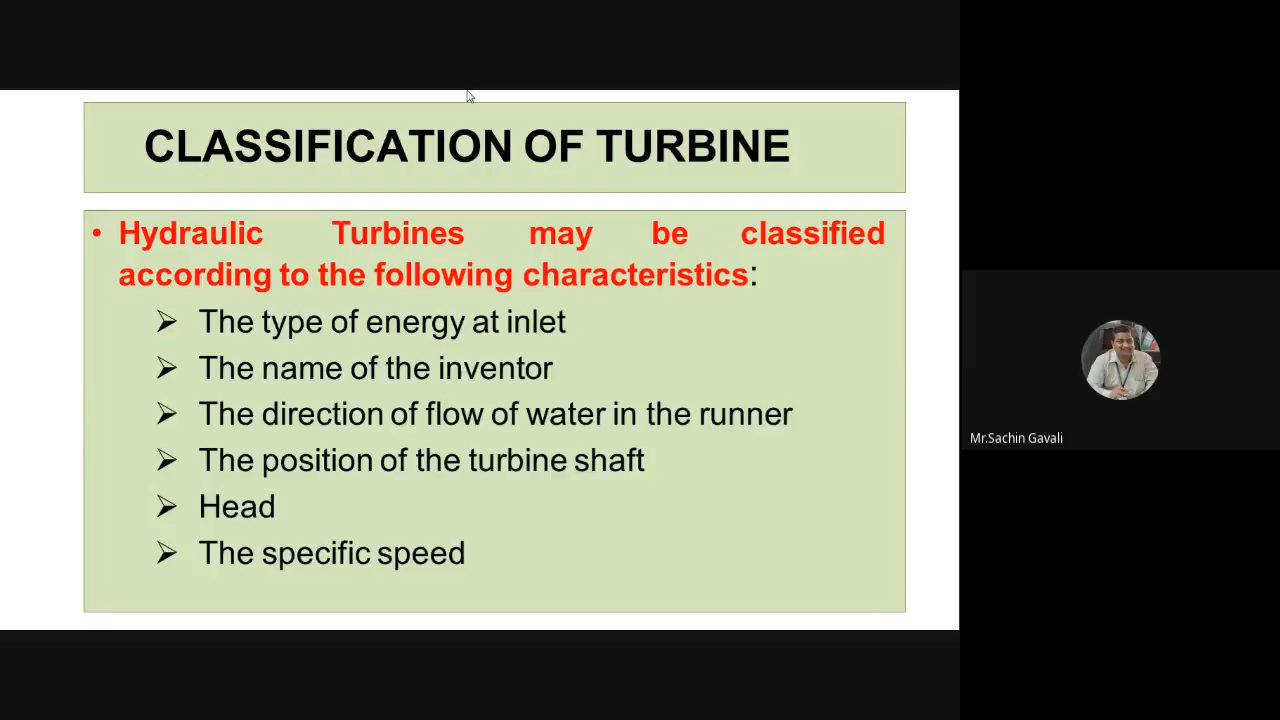 CLASSIFICATION OF TURBINE
• Hydraulic Turbines may be classified
according to the following characteristics:
➢ The type of energy at inlet
➢ The name of the inventor
➢ The direction of flow of water in the runner
➢ The position of the turbine shaft
➢ Head
➢ The specific speed
Mr.Sachin Gavali